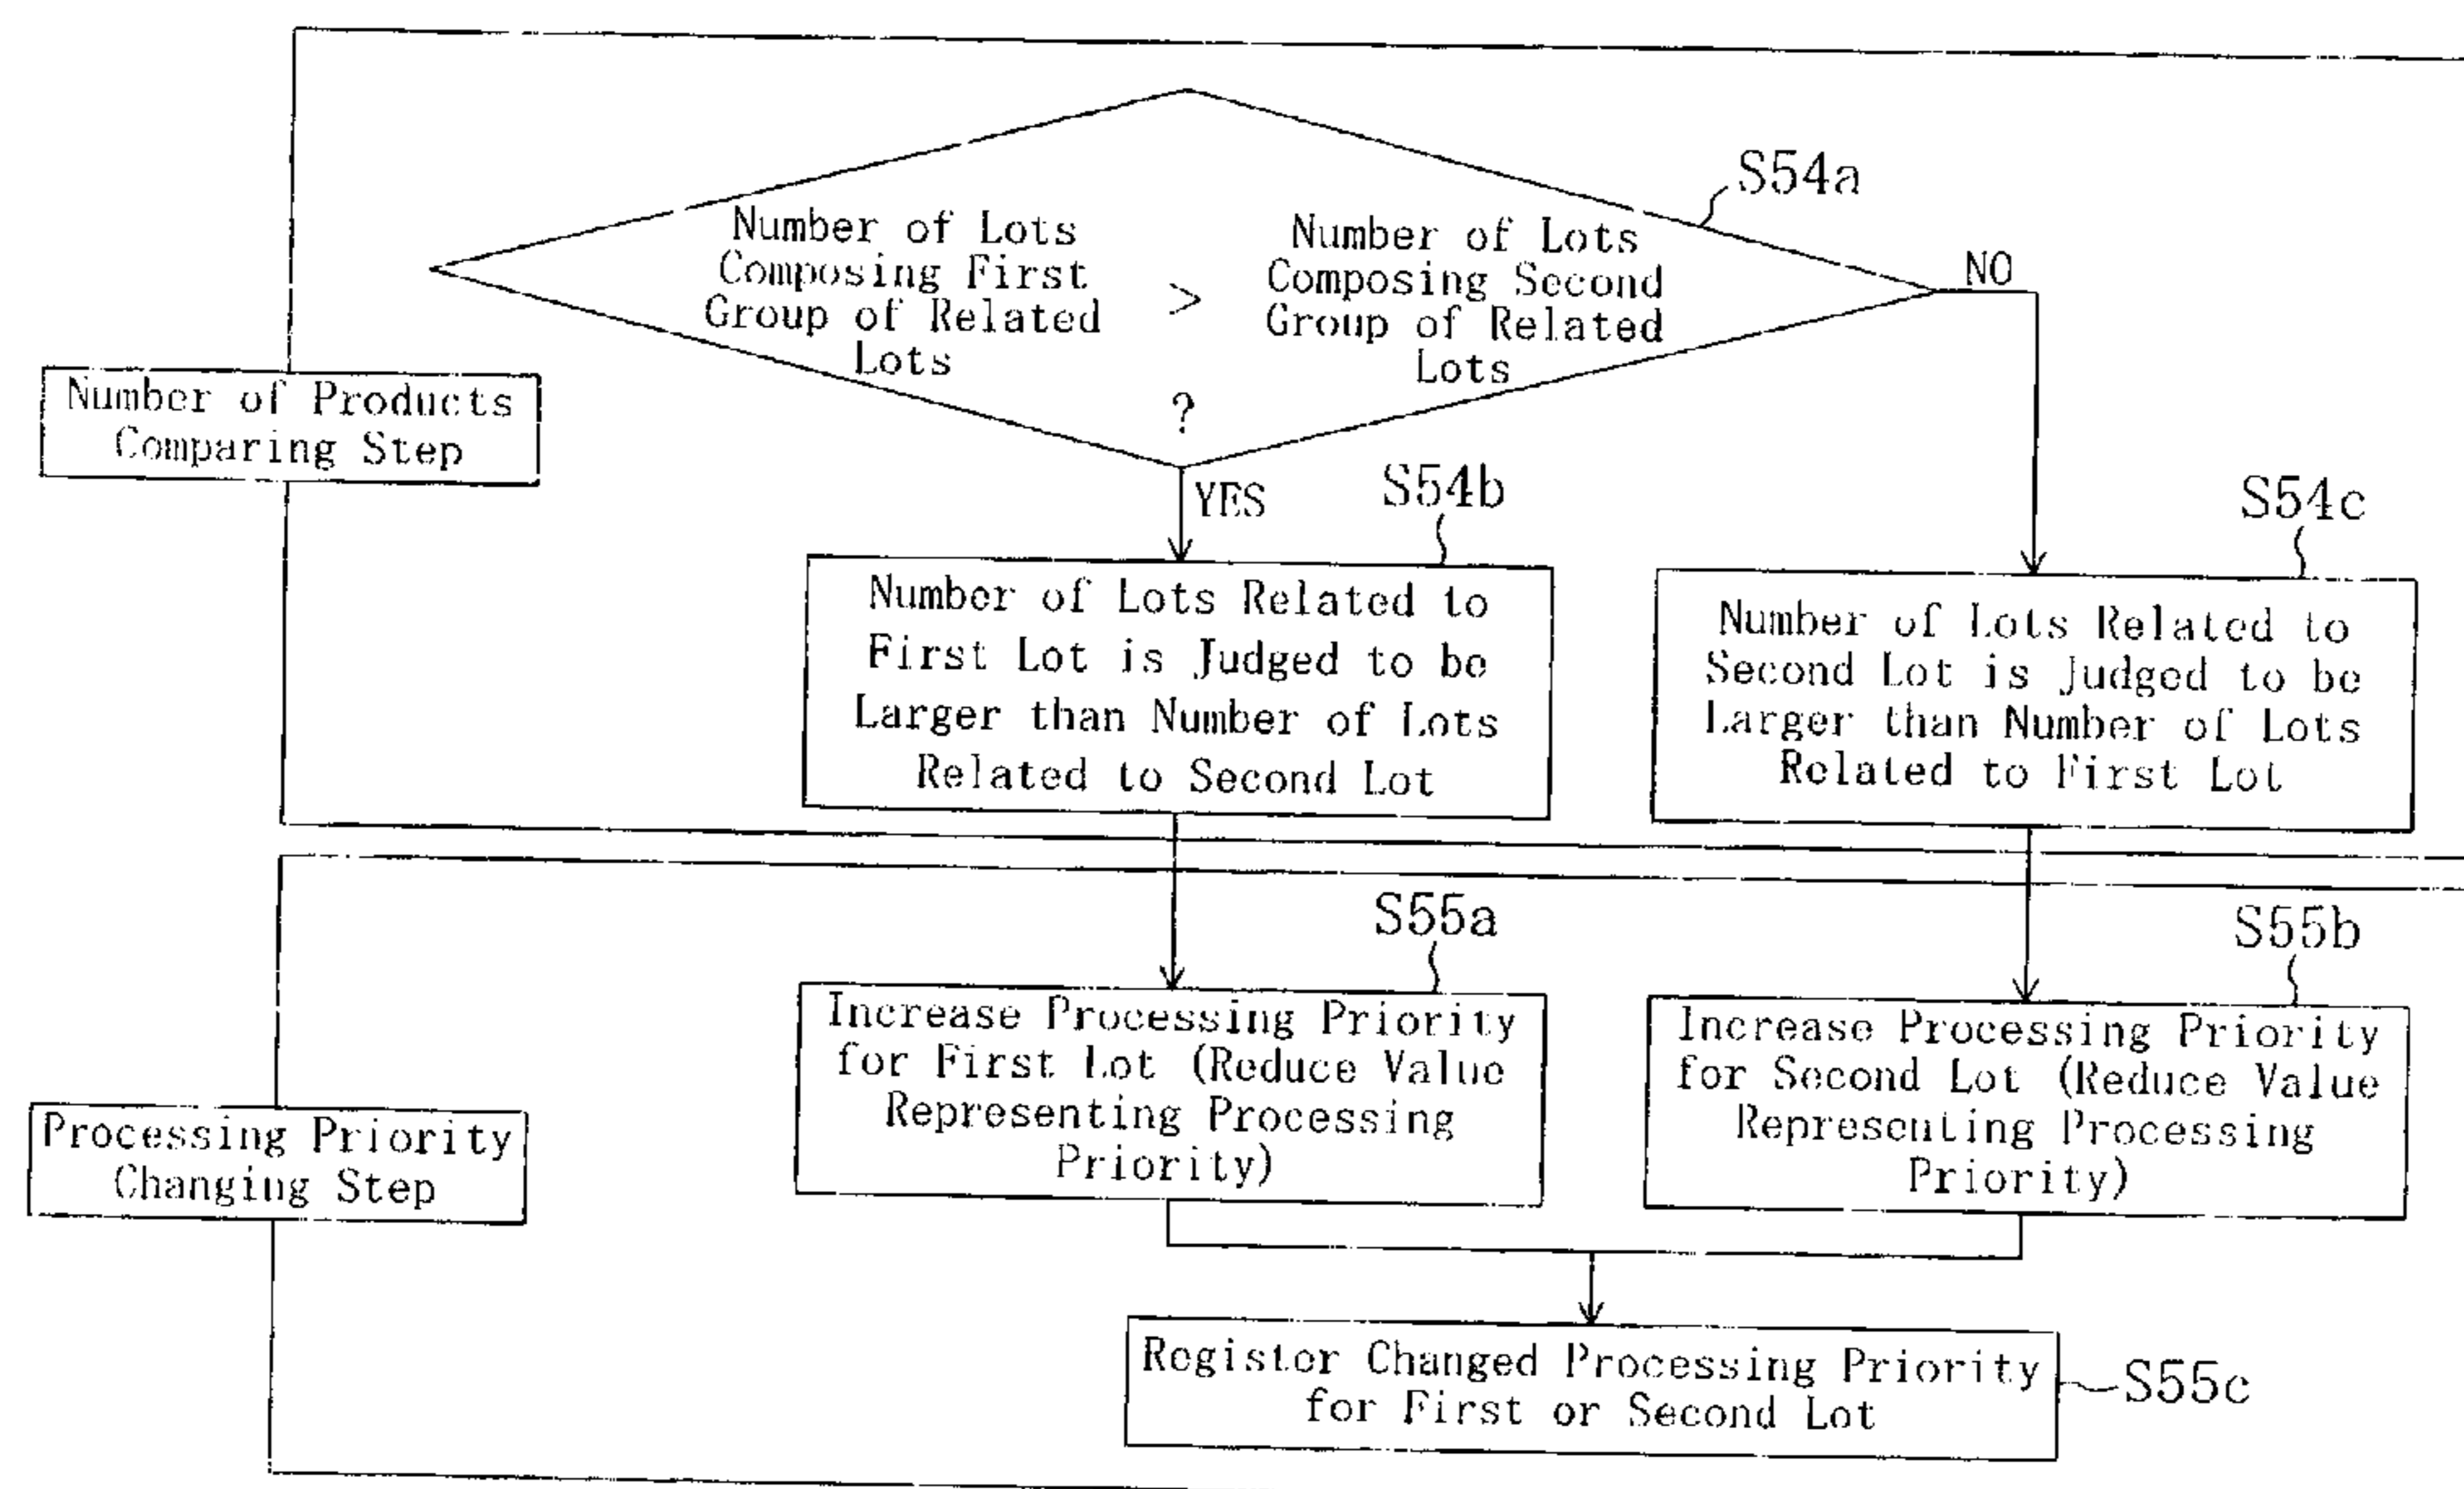 S54a
Number of Lots
Composing First
Group of Related
Lots
>
Number of Lots
Composing Second
Group of Related
Lots
?
NO
YES
Number of Products
Comparing Step
S54b
Number of Lots Related to
First Lot is Judged to be
Larger than Number of Lots
Related to Second Lot
S54c
Number of Lots Related to
Second Lot is Judged to be
Larger than Number of Lots
Related to First Lot
Processing Priority
Changing Step
S55a
Increase Processing Priority
for First Lot (Reduce Value
Representing Processing
Priority)
S55b
Increase Processing Priority
for Second Lot (Reduce Value
Representing Processing
Priority)
Register Changed Processing Priority
for First or Second Lot
S55c